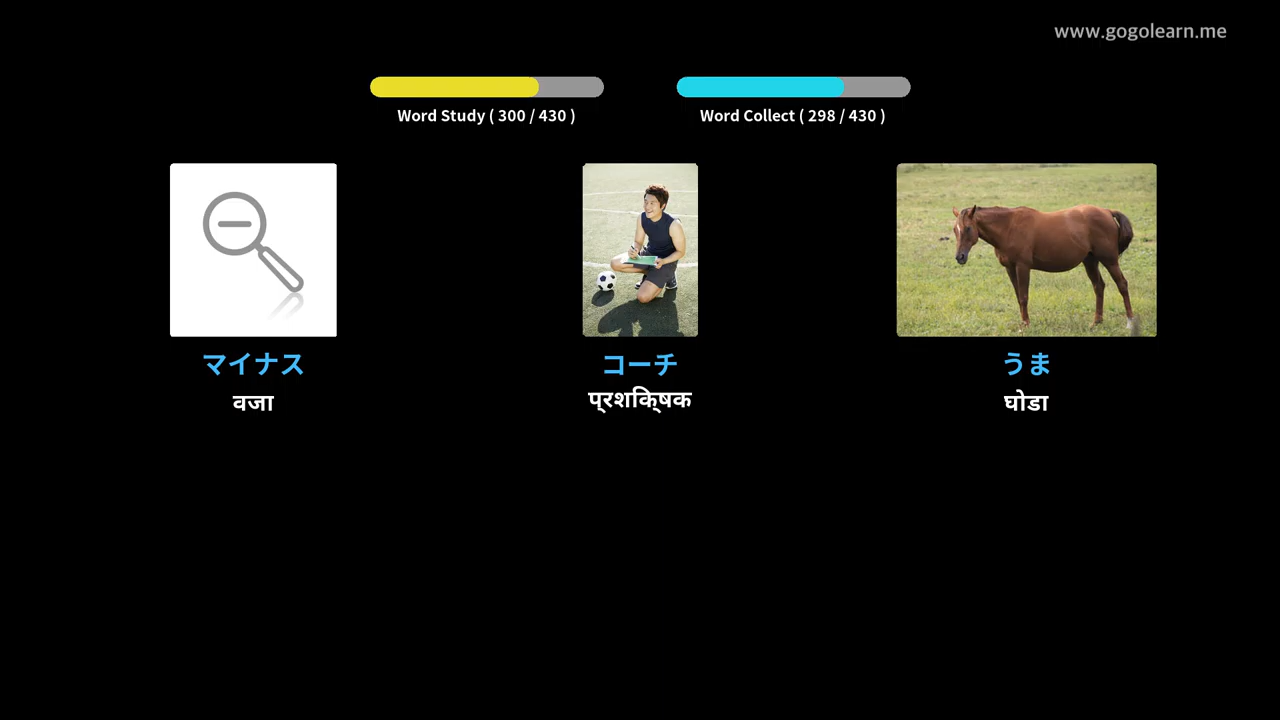 www.gogolearn.me
Word Study ( 300 / 430 )
Word Collect ( 298 / 430 )
マイナス
コーチ
うま
वजा
प्रशिक्षक
घोडा